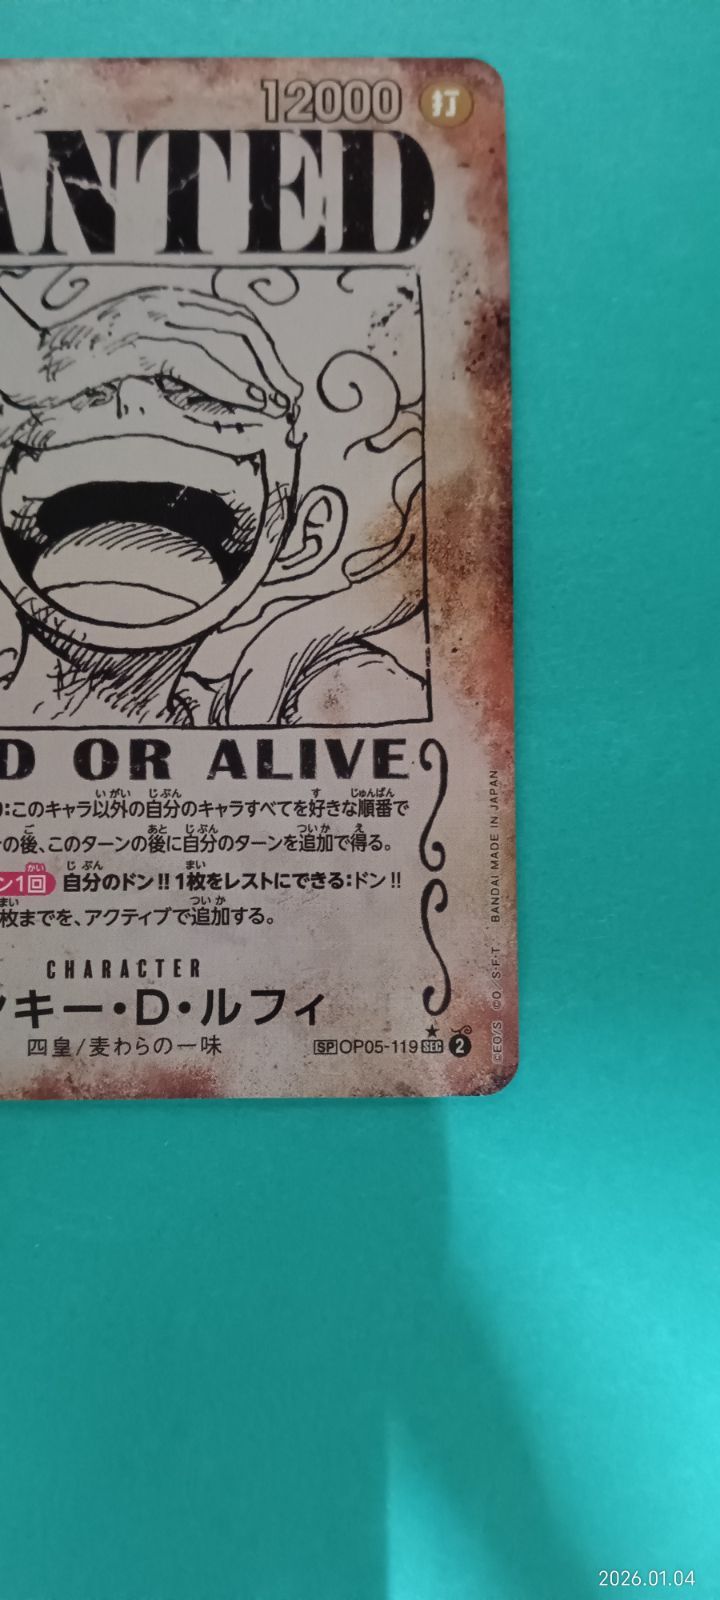 12000 打
ANTED
D OR ALIVE
:このキャラ以外の自分のキャラすべてを好きな順番で
の後、このターンの後に自分のターンを追加で得る。
ン1回 自分のドン!!1枚をレストにできる:ドン!!
枚までを、アクティブで追加する。
CHARACTER
ンキー・D・ルフィ
四皇/麦わらの一味
SP OP05-119 SEC 2
©EO/S ©O/S・F・T BANDAI MADE IN JAPAN
2026.01.04